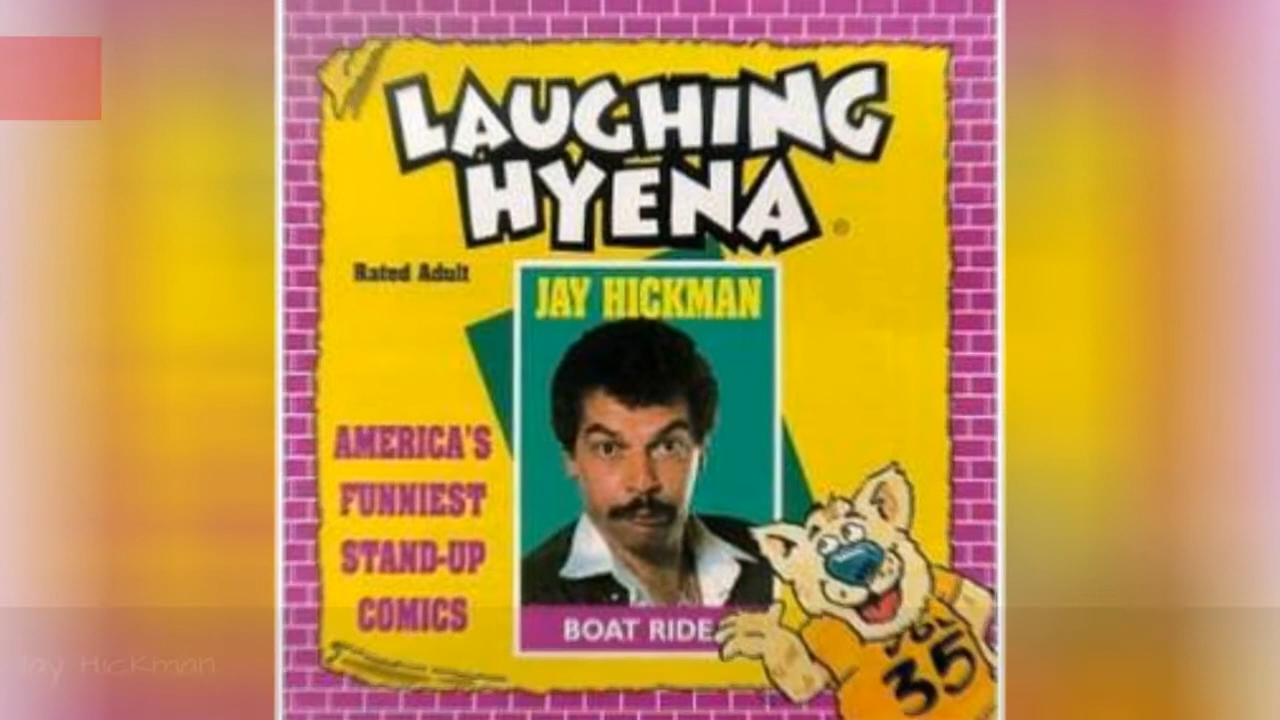 LAUGHING
HYENA
®
Rated Adult
JAY HICKMAN
AMERICA'S
FUNNIEST
STAND-UP
COMICS
BOAT RIDE
35
Jay Hickman